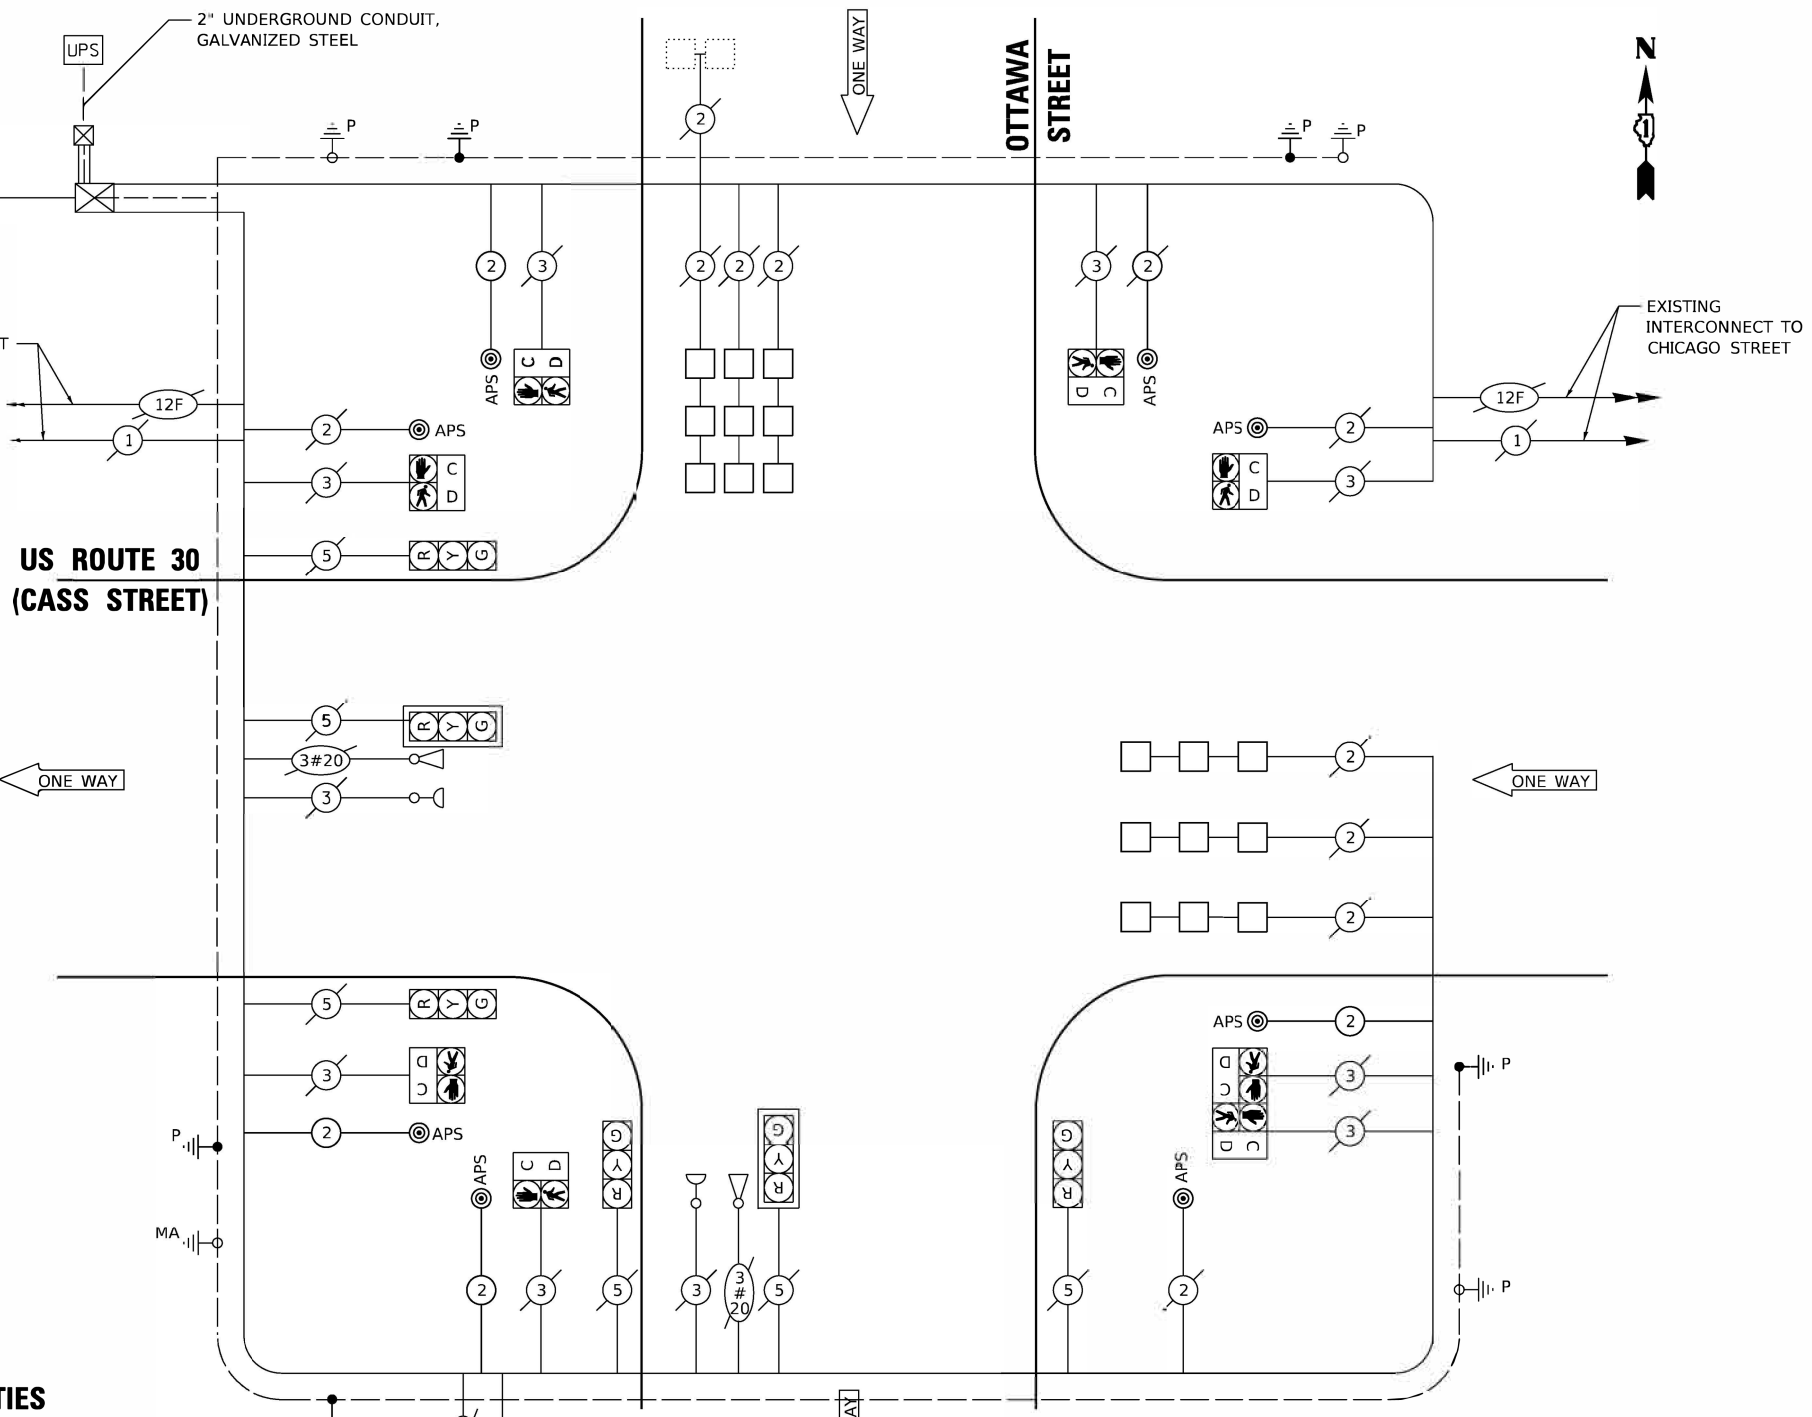 2" UNDERGROUND CONDUIT,
GALVANIZED STEEL
UPS
ONE WAY
OTTAWA
STREET
N
1
P
P
P
P
2
2
3
2
2
2
3
2
APS
C D
D C
APS
EXISTING
INTERCONNECT TO
CHICAGO STREET
T
12F
1
2
APS
3
C
D
5
R Y G
APS
2
C
D
3
12F
1
US ROUTE 30
(CASS STREET)
5
R Y G
3#20
3
ONE WAY
2
2
2
ONE WAY
5
R Y G
3
D
C
2
APS
APS
2
D
C
3
D C
3
P
P
P
MA
APS
C D
G
Y
R
G
Y
R
G
Y
R
APS
2
3
5
3
3
#
20
5
5
2
AY
TIES